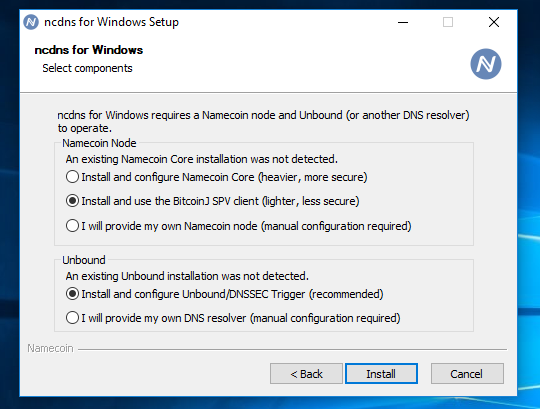 ncdns for Windows Setup
ncdns for Windows
Select components
ncdns for Windows requires a Namecoin node and Unbound (or another DNS resolver)
to operate.
Namecoin Node
An existing Namecoin Core installation was not detected.
Install and configure Namecoin Core (heavier, more secure)
Install and use the BitcoinJ SPV client (lighter, less secure)
I will provide my own Namecoin node (manual configuration required)
Unbound
An existing Unbound installation was not detected.
Install and configure Unbound/DNSSEC Trigger (recommended)
I will provide my own DNS resolver (manual configuration required)
Namecoin
< Back Install Cancel